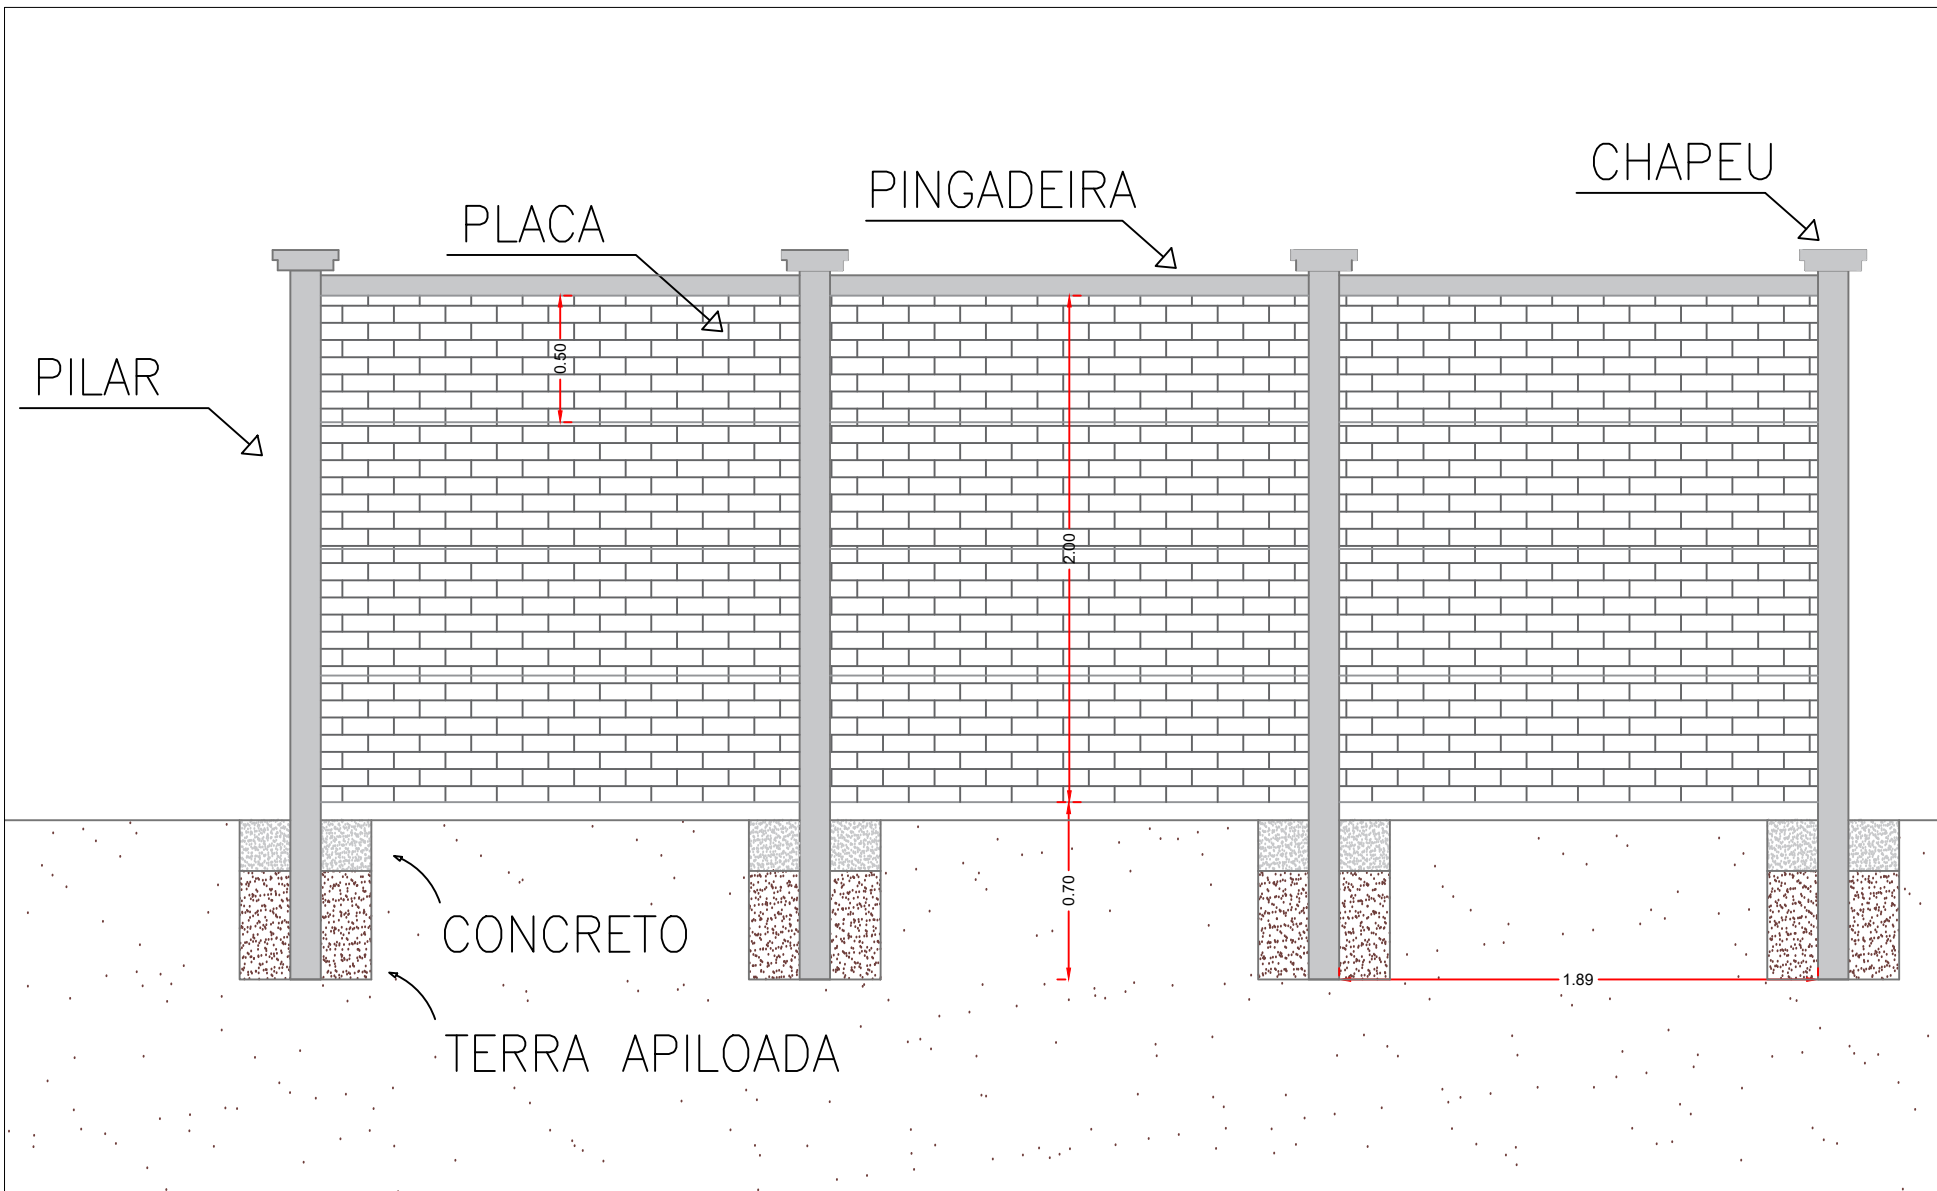 CHAPEU
PINGADEIRA
PLACA
PILAR
0.50
2.00
0.70
CONCRETO
1.89
TERRA APILOADA